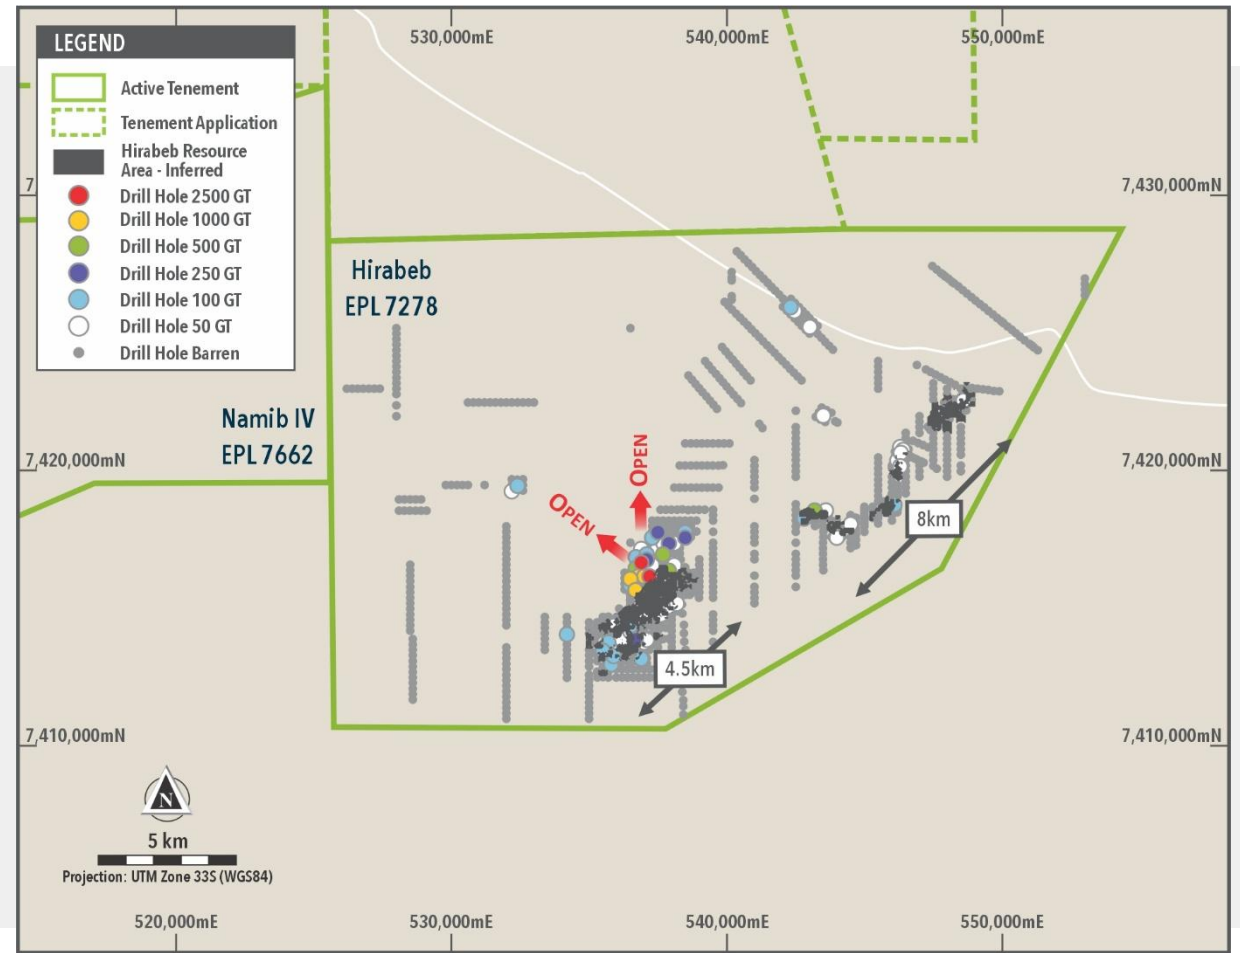 530,000mE
540,000mE
550,000mE
LEGEND
Active Tenement
Tenement Application
Hirabeb Resource
Area - Inferred
Drill Hole 2500 GT
Drill Hole 1000 GT
Drill Hole 500 GT
Drill Hole 250 GT
Drill Hole 100 GT
Drill Hole 50 GT
Drill Hole Barren
7
7,430,000mN
Hirabeb
EPL 7278
Namib IV
EPL 7662
7,420,000mN
OPEN
OPEN
7,420,000mN
8km
4.5km
7,410,000mN
7,410,000mN
N
5 km
Projection: UTM Zone 33S (WGS84)
520,000mE
530,000mE
540,000mE
550,000mE